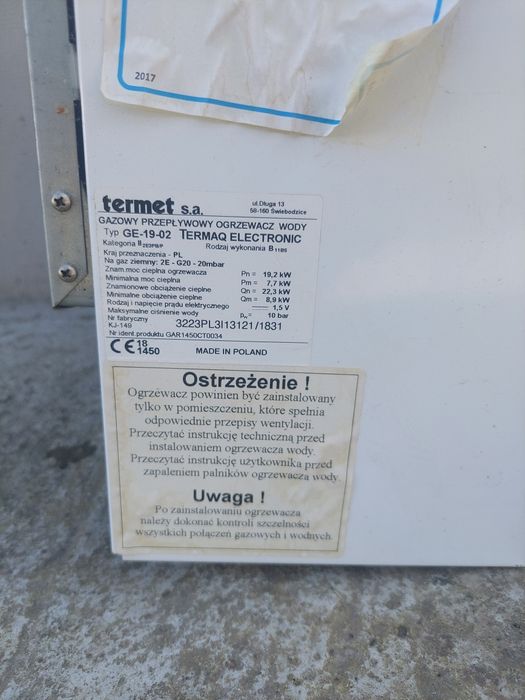 2017
termet s.a.
ul.Długa 13
58-160 Świebodzice
GAZOWY PRZEPŁYWOWY OGRZEWACZ WODY
Typ GE-19-02 TERMAQ ELECTRONIC
Kategoria II2E3P Rodzaj wykonania B11BS
Kraj przeznaczenia - PL
Na gaz ziemny: 2E - G20 - 20mbar
Znam.moc cieplna ogrzewacza Pn = 19,2 kW
Minimalna moc cieplna Pm = 7,7 kW
Znamionowe obciążenie cieplne Qn = 22,3 kW
Minimalne obciążenie cieplne Qm = 8,9 kW
Rodzaj i napięcie prądu elektrycznego 1,5 V
Maksymalne ciśnienie wody pw = 10 bar
Nr fabryczny 3223PL3I13121/1831
KJ-149
Nr ident.produktu GAR1450CT0034
CE 18
1450 MADE IN POLAND
Ostrzeżenie !
Ogrzewacz powinien być zainstalowany
tylko w pomieszczeniu, które spełnia
odpowiednie przepisy wentylacji.
Przeczytać instrukcję techniczną przed
instalowaniem ogrzewacza wody.
Przeczytać instrukcję użytkownika przed
zapaleniem palników ogrzewacza wody.
Uwaga !
Po zainstalowaniu ogrzewacza
należy dokonać kontroli szczelności
wszystkich połączeń gazowych i wodnych.